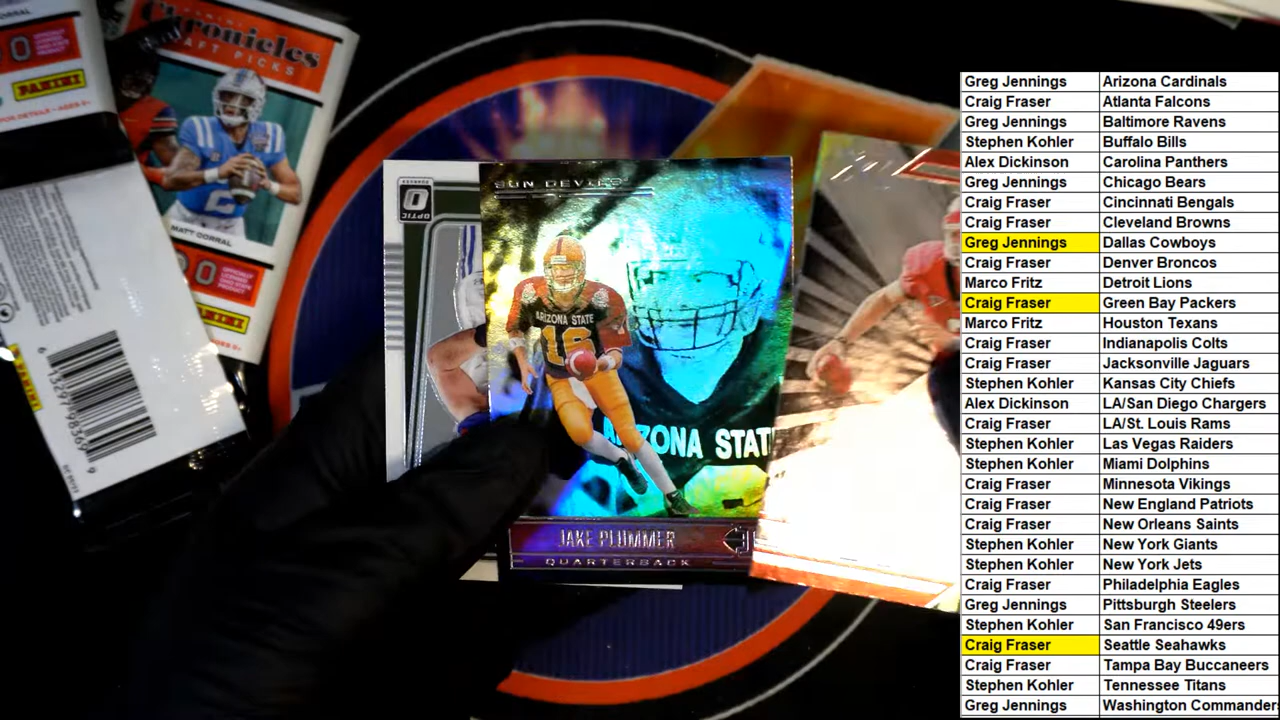 PANINI
Chronicles
DRAFT PICKS
MATT CORRAL
OFFICIALLY
LICENSED
PANINI
PANINI
OPTIC
SUN DEVILS
ARIZONA STATE
16
ARIZONA STATE
JAKE PLUMMER
QUARTERBACK
Greg Jennings Arizona Cardinals
Craig Fraser Atlanta Falcons
Greg Jennings Baltimore Ravens
Stephen Kohler Buffalo Bills
Alex Dickinson Carolina Panthers
Greg Jennings Chicago Bears
Craig Fraser Cincinnati Bengals
Craig Fraser Cleveland Browns
Greg Jennings Dallas Cowboys
Craig Fraser Denver Broncos
Marco Fritz Detroit Lions
Craig Fraser Green Bay Packers
Marco Fritz Houston Texans
Craig Fraser Indianapolis Colts
Craig Fraser Jacksonville Jaguars
Stephen Kohler Kansas City Chiefs
Alex Dickinson LA/San Diego Chargers
Craig Fraser LA/St. Louis Rams
Stephen Kohler Las Vegas Raiders
Stephen Kohler Miami Dolphins
Craig Fraser Minnesota Vikings
Craig Fraser New England Patriots
Craig Fraser New Orleans Saints
Stephen Kohler New York Giants
Stephen Kohler New York Jets
Craig Fraser Philadelphia Eagles
Greg Jennings Pittsburgh Steelers
Stephen Kohler San Francisco 49ers
Craig Fraser Seattle Seahawks
Craig Fraser Tampa Bay Buccaneers
Stephen Kohler Tennessee Titans
Greg Jennings Washington Commander